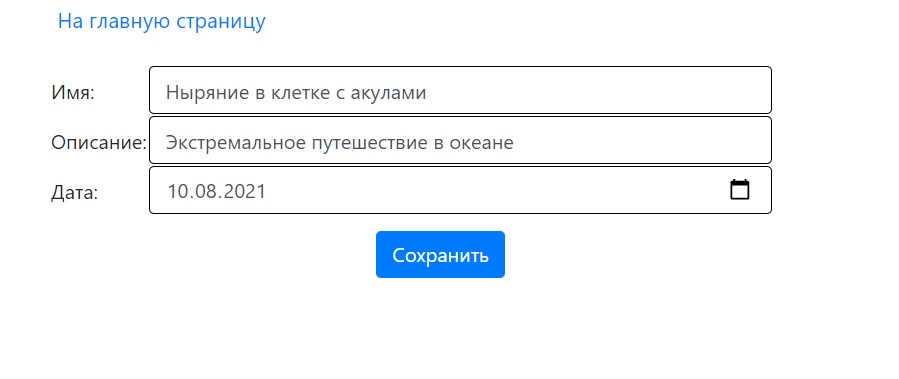 На главную страницу
Имя: Ныряние в клетке с акулами
Описание: Экстремальное путешествие в океане
Дата: 10.08.2021
Сохранить